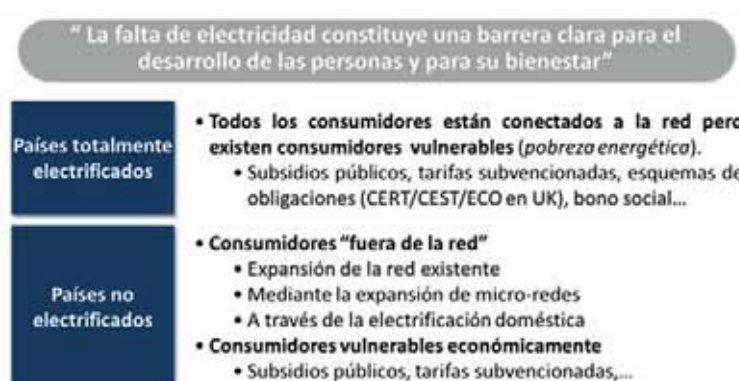 “ La falta de electricidad constituye una barrera clara para el
desarrollo de las personas y para su bienestar”
Países totalmente
electrificados
• Todos los consumidores están conectados a la red pero
existen consumidores vulnerables (pobreza energética).
• Subsidios públicos, tarifas subvencionadas, esquemas de
obligaciones (CERT/CEST/ECO en UK), bono social...
Países no
electrificados
• Consumidores “fuera de la red”
• Expansión de la red existente
• Mediante la expansión de micro-redes
• A través de la electrificación doméstica
• Consumidores vulnerables económicamente
• Subsidios públicos, tarifas subvencionadas,...